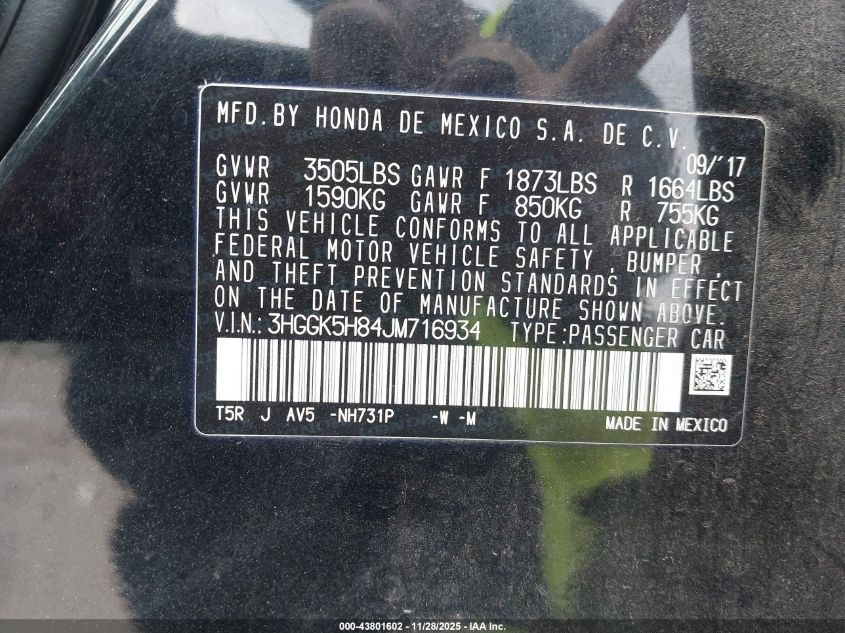 MFD.BY HONDA DE MEXICO S.A. DE C.V.
09/'17
GVWR 3505LBS GAWR F 1873LBS R 1664LBS
GVWR 1590KG GAWR F 850KG R 755KG
THIS VEHICLE CONFORMS TO ALL APPLICABLE
FEDERAL MOTOR VEHICLE SAFETY , BUMPER ,
AND THEFT PREVENTION STANDARDS IN EFFECT
ON THE DATE OF MANUFACTURE SHOWN ABOVE.
V.I.N.: 3HGGK5H84JM716934 TYPE:PASSENGER CAR
T5R J AV5 -NH731P -W -M
MADE IN MEXICO
000-43801602 - 11/28/2025 - IAA Inc.